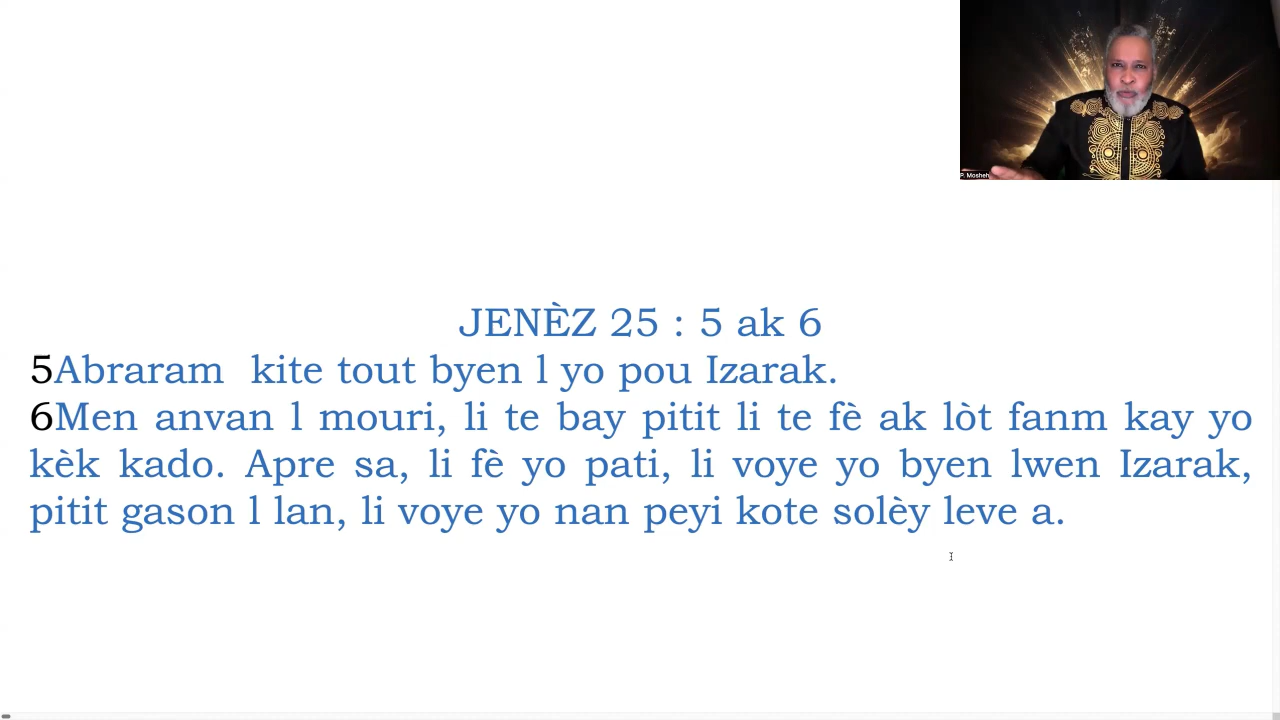 P. Mosheh
JENÈZ 25 : 5 ak 6
5Abraram kite tout byen l yo pou Izarak.
6Men anvan l mouri, li te bay pitit li te fè ak lòt fanm kay yo
kèk kado. Apre sa, li fè yo pati, li voye yo byen lwen Izarak,
pitit gason l lan, li voye yo nan peyi kote solèy leve a.